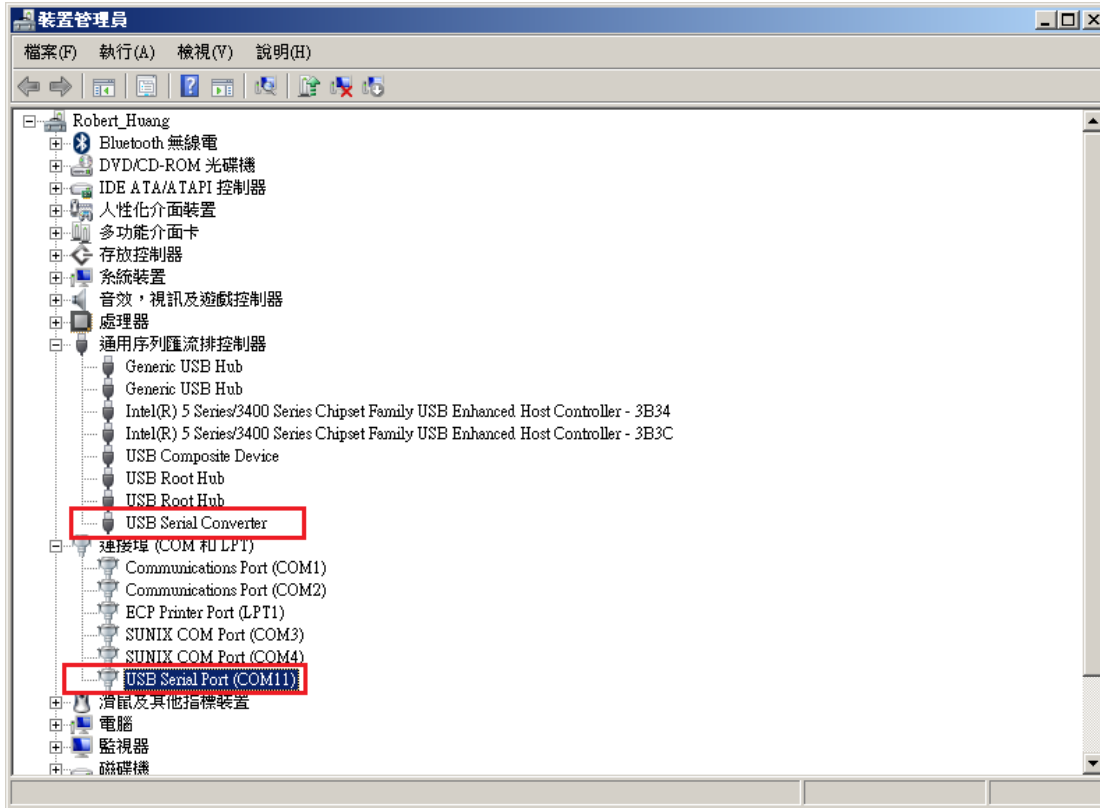 裝置管理員
檔案(F) 執行(A) 檢視(V) 說明(H)
Robert_Huang
Bluetooth 無線電
DVD/CD-ROM 光碟機
IDE ATA/ATAPI 控制器
人性化介面裝置
多功能介面卡
存放控制器
系統裝置
音效，視訊及遊戲控制器
處理器
通用序列匯流排控制器
Generic USB Hub
Generic USB Hub
Intel(R) 5 Series/3400 Series Chipset Family USB Enhanced Host Controller - 3B34
Intel(R) 5 Series/3400 Series Chipset Family USB Enhanced Host Controller - 3B3C
USB Composite Device
USB Root Hub
USB Root Hub
USB Serial Converter
連接埠 (COM 和 LPT)
Communications Port (COM1)
Communications Port (COM2)
ECP Printer Port (LPT1)
SUNIX COM Port (COM3)
SUNIX COM Port (COM4)
USB Serial Port (COM11)
滑鼠及其他指標裝置
電腦
監視器
磁碟機